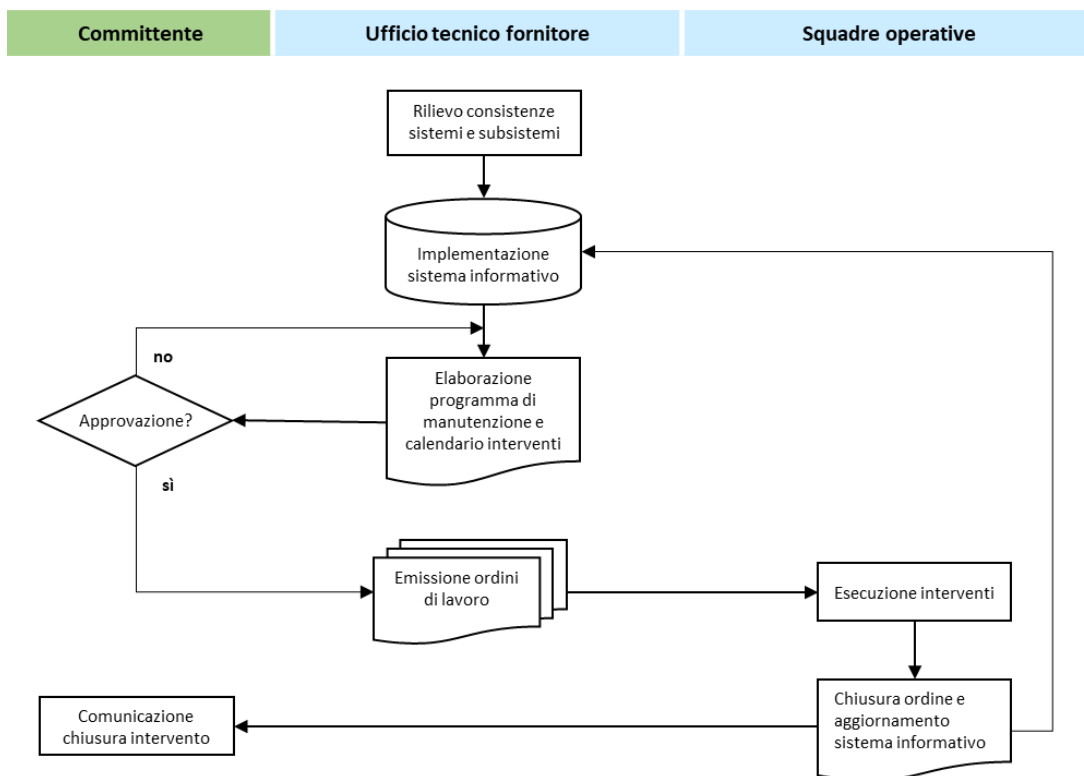 Committente
Ufficio tecnico fornitore
Squadre operative
Rilievo consistenze
sistemi e subsistemi
Implementazione
sistema informativo
no
Elaborazione
programma di
manutenzione e
calendario interventi
Approvazione?
sì
Emissione ordini
di lavoro
Esecuzione interventi
Chiusura ordine e
aggiornamento
sistema informativo
Comunicazione
chiusura intervento